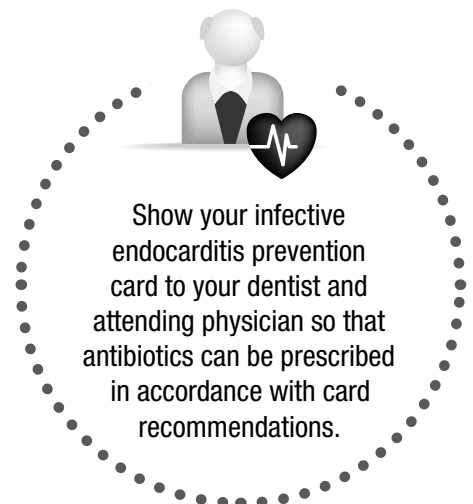 Show your infective
endocarditis prevention
card to your dentist and
attending physician so that
antibiotics can be prescribed
in accordance with card
recommendations.